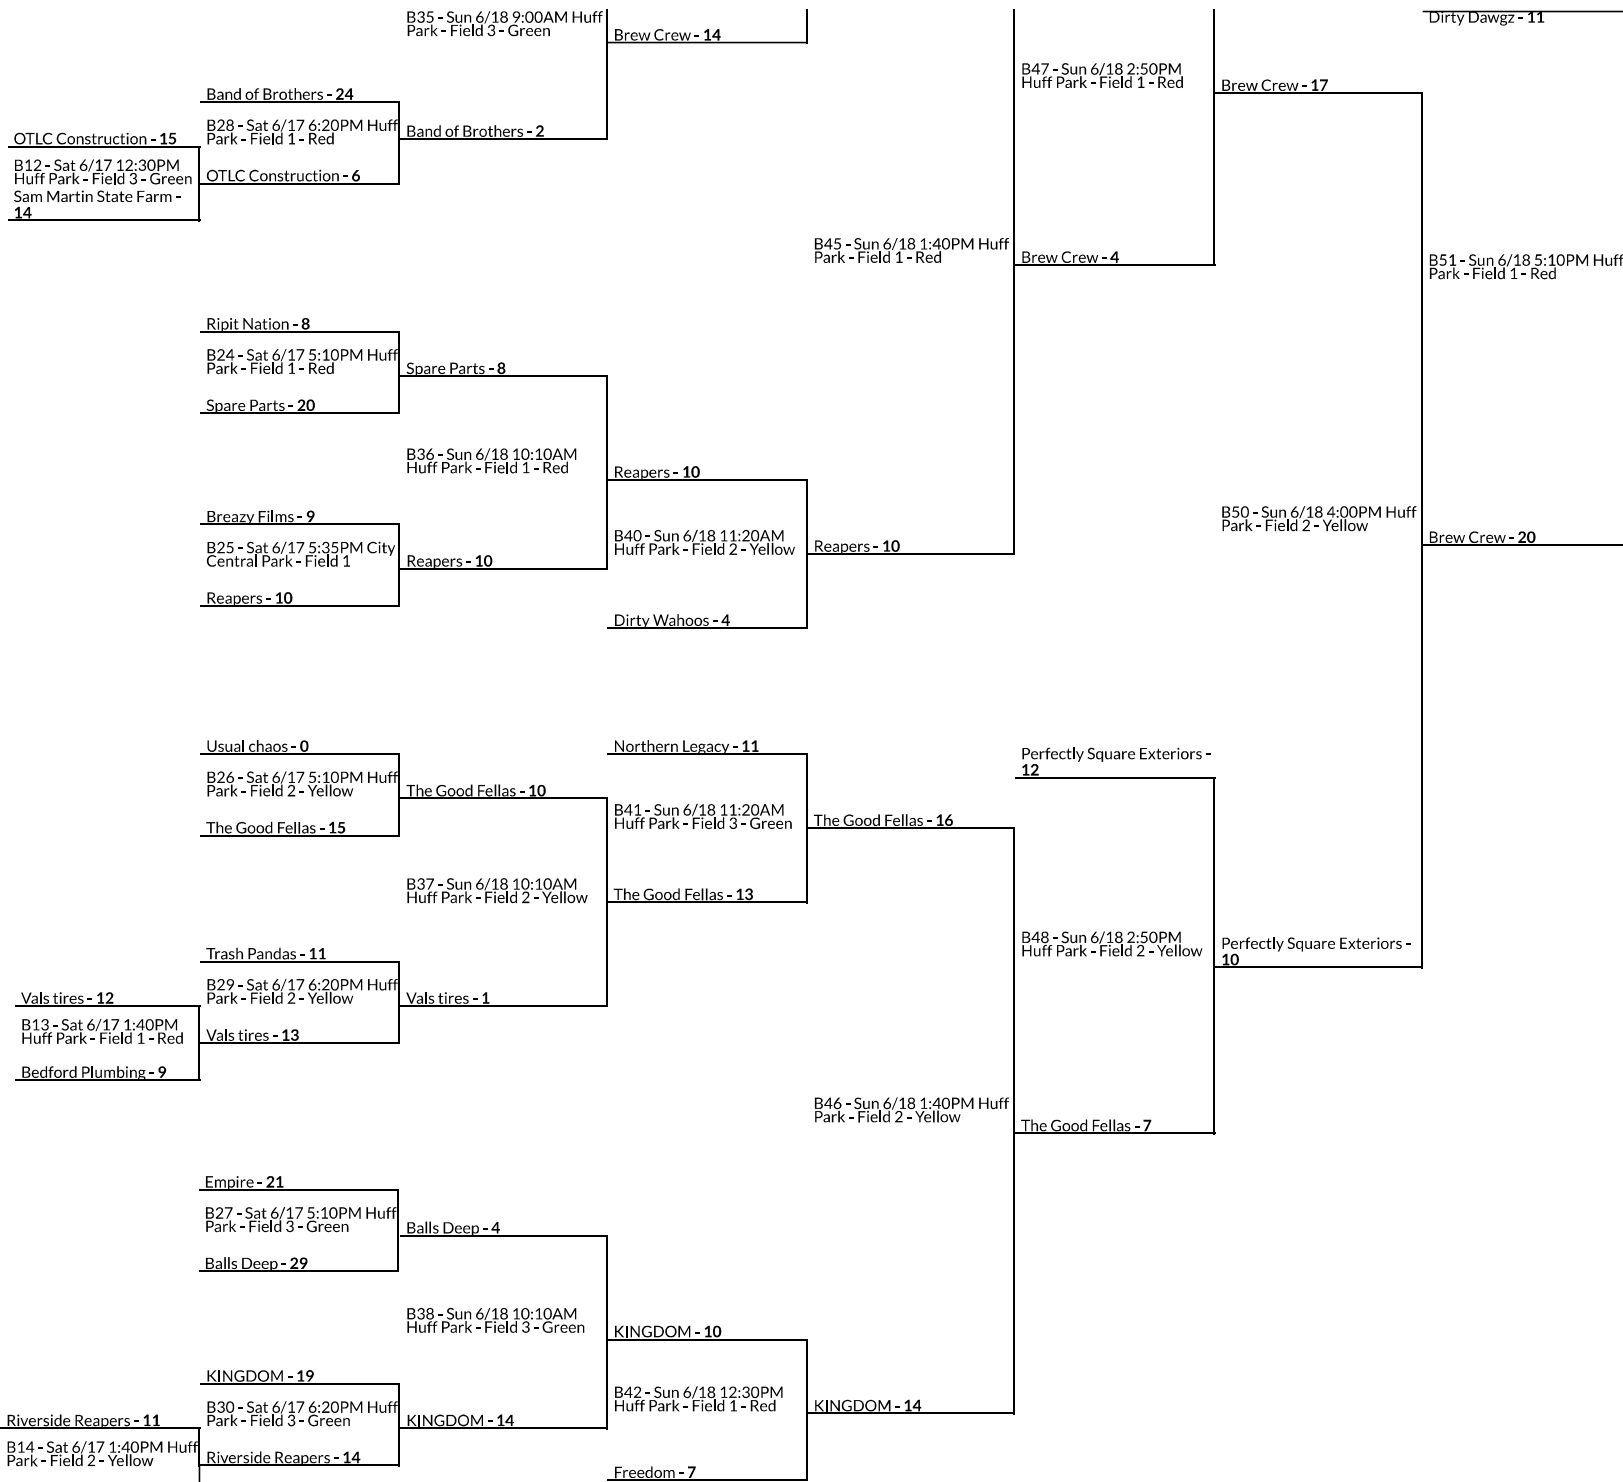 B35 - Sun 6/18 9:00AM Huff
Park - Field 3 - Green
Brew Crew - 14
Dirty Dawgz - 11
B47 - Sun 6/18 2:50PM
Huff Park - Field 1 - Red
Brew Crew - 17
Band of Brothers - 24
B28 - Sat 6/17 6:20PM Huff
Park - Field 1 - Red
Band of Brothers - 2
OTLC Construction - 15
B12 - Sat 6/17 12:30PM
Huff Park - Field 3 - Green
Sam Martin State Farm -
14
OTLC Construction - 6
B45 - Sun 6/18 1:40PM Huff
Park - Field 1 - Red
Brew Crew - 4
B51 - Sun 6/18 5:10PM Huff
Park - Field 1 - Red
Ripit Nation - 8
B24 - Sat 6/17 5:10PM Huff
Park - Field 1 - Red
Spare Parts - 8
Spare Parts - 20
B36 - Sun 6/18 10:10AM
Huff Park - Field 1 - Red
Reapers - 10
Breazy Films - 9
B25 - Sat 6/17 5:35PM City
Central Park - Field 1
Reapers - 10
Reapers - 10
B40 - Sun 6/18 11:20AM
Huff Park - Field 2 - Yellow
Reapers - 10
Dirty Wahoos - 4
B50 - Sun 6/18 4:00PM Huff
Park - Field 2 - Yellow
Brew Crew - 20
Usual chaos - 0
B26 - Sat 6/17 5:10PM Huff
Park - Field 2 - Yellow
The Good Fellas - 10
The Good Fellas - 15
Northern Legacy - 11
B41 - Sun 6/18 11:20AM
Huff Park - Field 3 - Green
The Good Fellas - 16
Perfectly Square Exteriors -
12
B37 - Sun 6/18 10:10AM
Huff Park - Field 2 - Yellow
The Good Fellas - 13
Trash Pandas - 11
B29 - Sat 6/17 6:20PM Huff
Park - Field 2 - Yellow
Vals tires - 1
Vals tires - 12
B13 - Sat 6/17 1:40PM
Huff Park - Field 1 - Red
Vals tires - 13
Bedford Plumbing - 9
B48 - Sun 6/18 2:50PM
Huff Park - Field 2 - Yellow
Perfectly Square Exteriors -
10
B46 - Sun 6/18 1:40PM Huff
Park - Field 2 - Yellow
The Good Fellas - 7
Empire - 21
B27 - Sat 6/17 5:10PM Huff
Park - Field 3 - Green
Balls Deep - 4
Balls Deep - 29
B38 - Sun 6/18 10:10AM
Huff Park - Field 3 - Green
KINGDOM - 10
KINGDOM - 19
B30 - Sat 6/17 6:20PM Huff
Park - Field 3 - Green
KINGDOM - 14
B42 - Sun 6/18 12:30PM
Huff Park - Field 1 - Red
KINGDOM - 14
Riverside Reapers - 11
B14 - Sat 6/17 1:40PM Huff
Park - Field 2 - Yellow
Riverside Reapers - 14
Freedom - 7